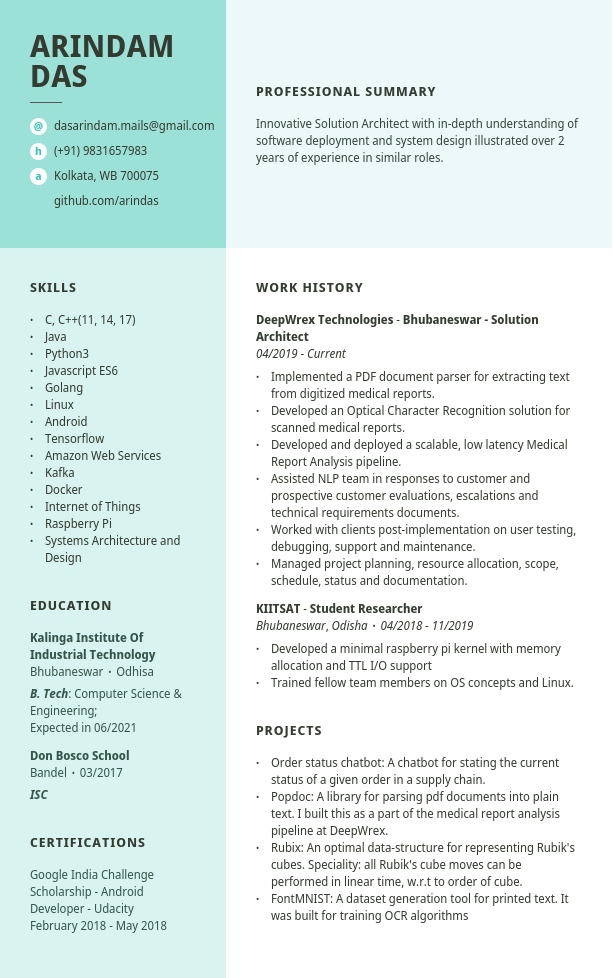 ARINDAM
DAS
@ dasarindam.mails@gmail.com
h (+91) 9831657983
a Kolkata, WB 700075
github.com/arindas
PROFESSIONAL SUMMARY
Innovative Solution Architect with in-depth understanding of
software deployment and system design illustrated over 2
years of experience in similar roles.
SKILLS
• C, C++(11, 14, 17)
• Java
• Python3
• Javascript ES6
• Golang
• Linux
• Android
• Tensorflow
• Amazon Web Services
• Kafka
• Docker
• Internet of Things
• Raspberry Pi
• Systems Architecture and
Design
EDUCATION
Kalinga Institute Of
Industrial Technology
Bhubaneswar • Odhisa
B. Tech: Computer Science &
Engineering;
Expected in 06/2021
Don Bosco School
Bandel • 03/2017
ISC
CERTIFICATIONS
Google India Challenge
Scholarship - Android
Developer - Udacity
February 2018 - May 2018
WORK HISTORY
DeepWrex Technologies - Bhubaneswar - Solution
Architect
04/2019 - Current
• Implemented a PDF document parser for extracting text
from digitized medical reports.
• Developed an Optical Character Recognition solution for
scanned medical reports.
• Developed and deployed a scalable, low latency Medical
Report Analysis pipeline.
• Assisted NLP team in responses to customer and
prospective customer evaluations, escalations and
technical requirements documents.
• Worked with clients post-implementation on user testing,
debugging, support and maintenance.
• Managed project planning, resource allocation, scope,
schedule, status and documentation.
KIITSAT - Student Researcher
Bhubaneswar, Odisha • 04/2018 - 11/2019
• Developed a minimal raspberry pi kernel with memory
allocation and TTL I/O support
• Trained fellow team members on OS concepts and Linux.
PROJECTS
• Order status chatbot: A chatbot for stating the current
status of a given order in a supply chain.
• Popdoc: A library for parsing pdf documents into plain
text. I built this as a part of the medical report analysis
pipeline at DeepWrex.
• Rubix: An optimal data-structure for representing Rubik's
cubes. Speciality: all Rubik's cube moves can be
performed in linear time, w.r.t to order of cube.
• FontMNIST: A dataset generation tool for printed text. It
was built for training OCR algorithms